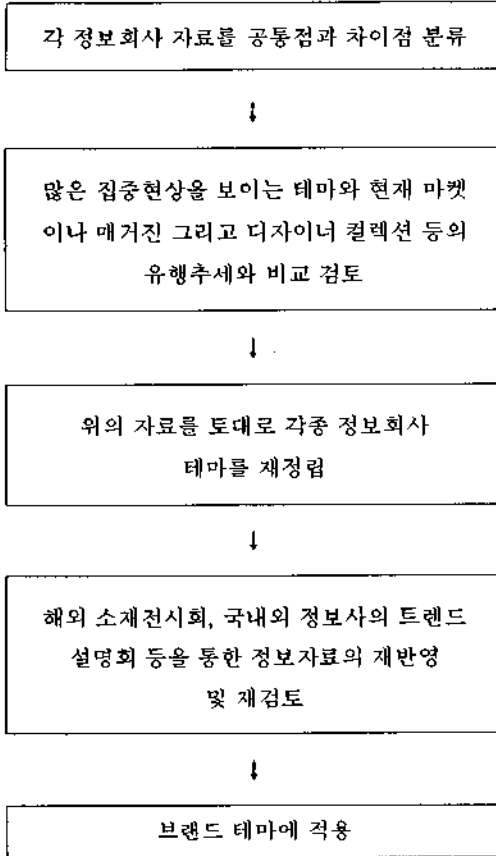 각 정보회사 자료를 공통점과 차이점 분류
↓
많은 집중현상을 보이는 테마와 현재 마켓
이나 매거진 그리고 디자이너 컬렉션 등의
유행추세와 비교 검토
↓
위의 자료를 토대로 각종 정보회사
테마를 재정립
↓
해외 소재전시회, 국내외 정보사의 트렌드
설명회 등을 통한 정보자료의 재반영
및 재검토
↓
브랜드 테마에 적용